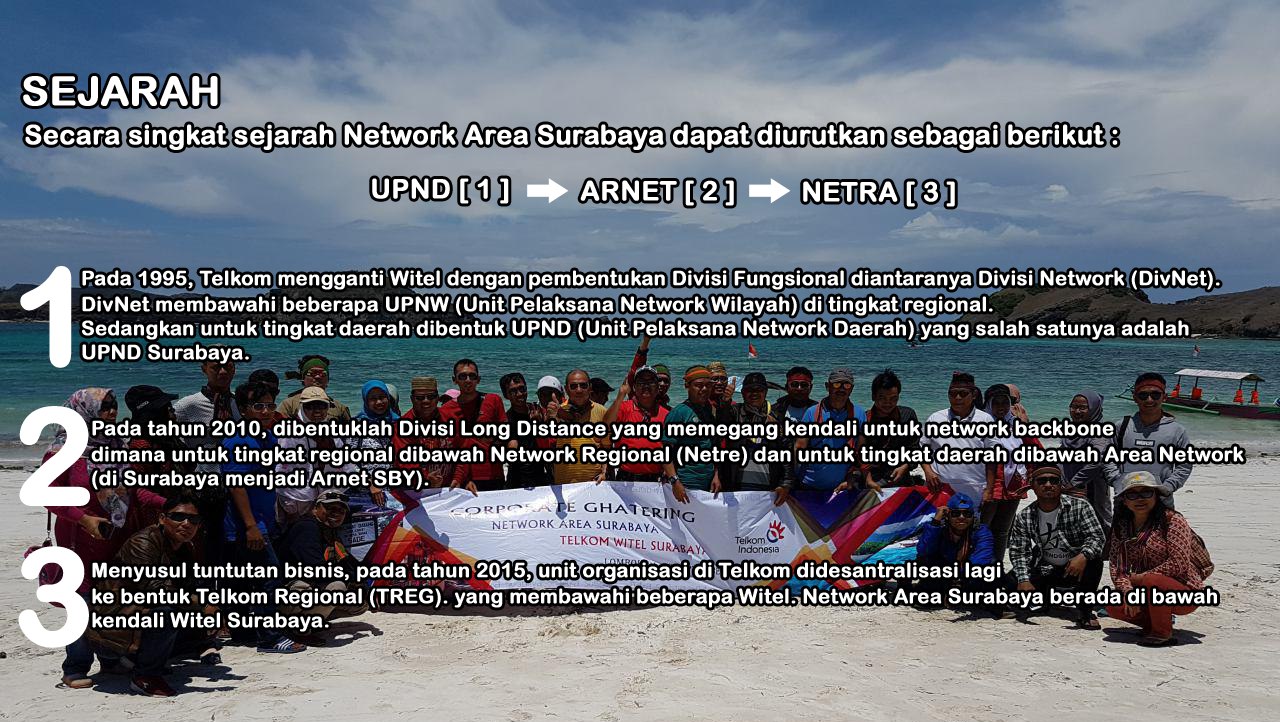 SEJARAH
Secara singkat sejarah Network Area Surabaya dapat diurutkan sebagai berikut :
UPND [ 1 ] ARNET [ 2 ] NETRA [ 3 ]
1
Pada 1995, Telkom mengganti Witel dengan pembentukan Divisi Fungsional diantaranya Divisi Network (DivNet).
DivNet membawahi beberapa UPNW (Unit Pelaksana Network Wilayah) di tingkat regional.
Sedangkan untuk tingkat daerah dibentuk UPND (Unit Pelaksana Network Daerah) yang salah satunya adalah
UPND Surabaya.
2
Pada tahun 2010, dibentuklah Divisi Long Distance yang memegang kendali untuk network backbone
dimana untuk tingkat regional dibawah Network Regional (Netre) dan untuk tingkat daerah dibawah Area Network
(di Surabaya menjadi Arnet SBY).
CORPORATE GHATERING
NETWORK AREA SURABAYA
TELKOM WITEL SURABAYA
Telkom
Indonesia
3
Menyusul tuntutan bisnis, pada tahun 2015, unit organisasi di Telkom didesantralisasi lagi
ke bentuk Telkom Regional (TREG). yang membawahi beberapa Witel. Network Area Surabaya berada di bawah
kendali Witel Surabaya.